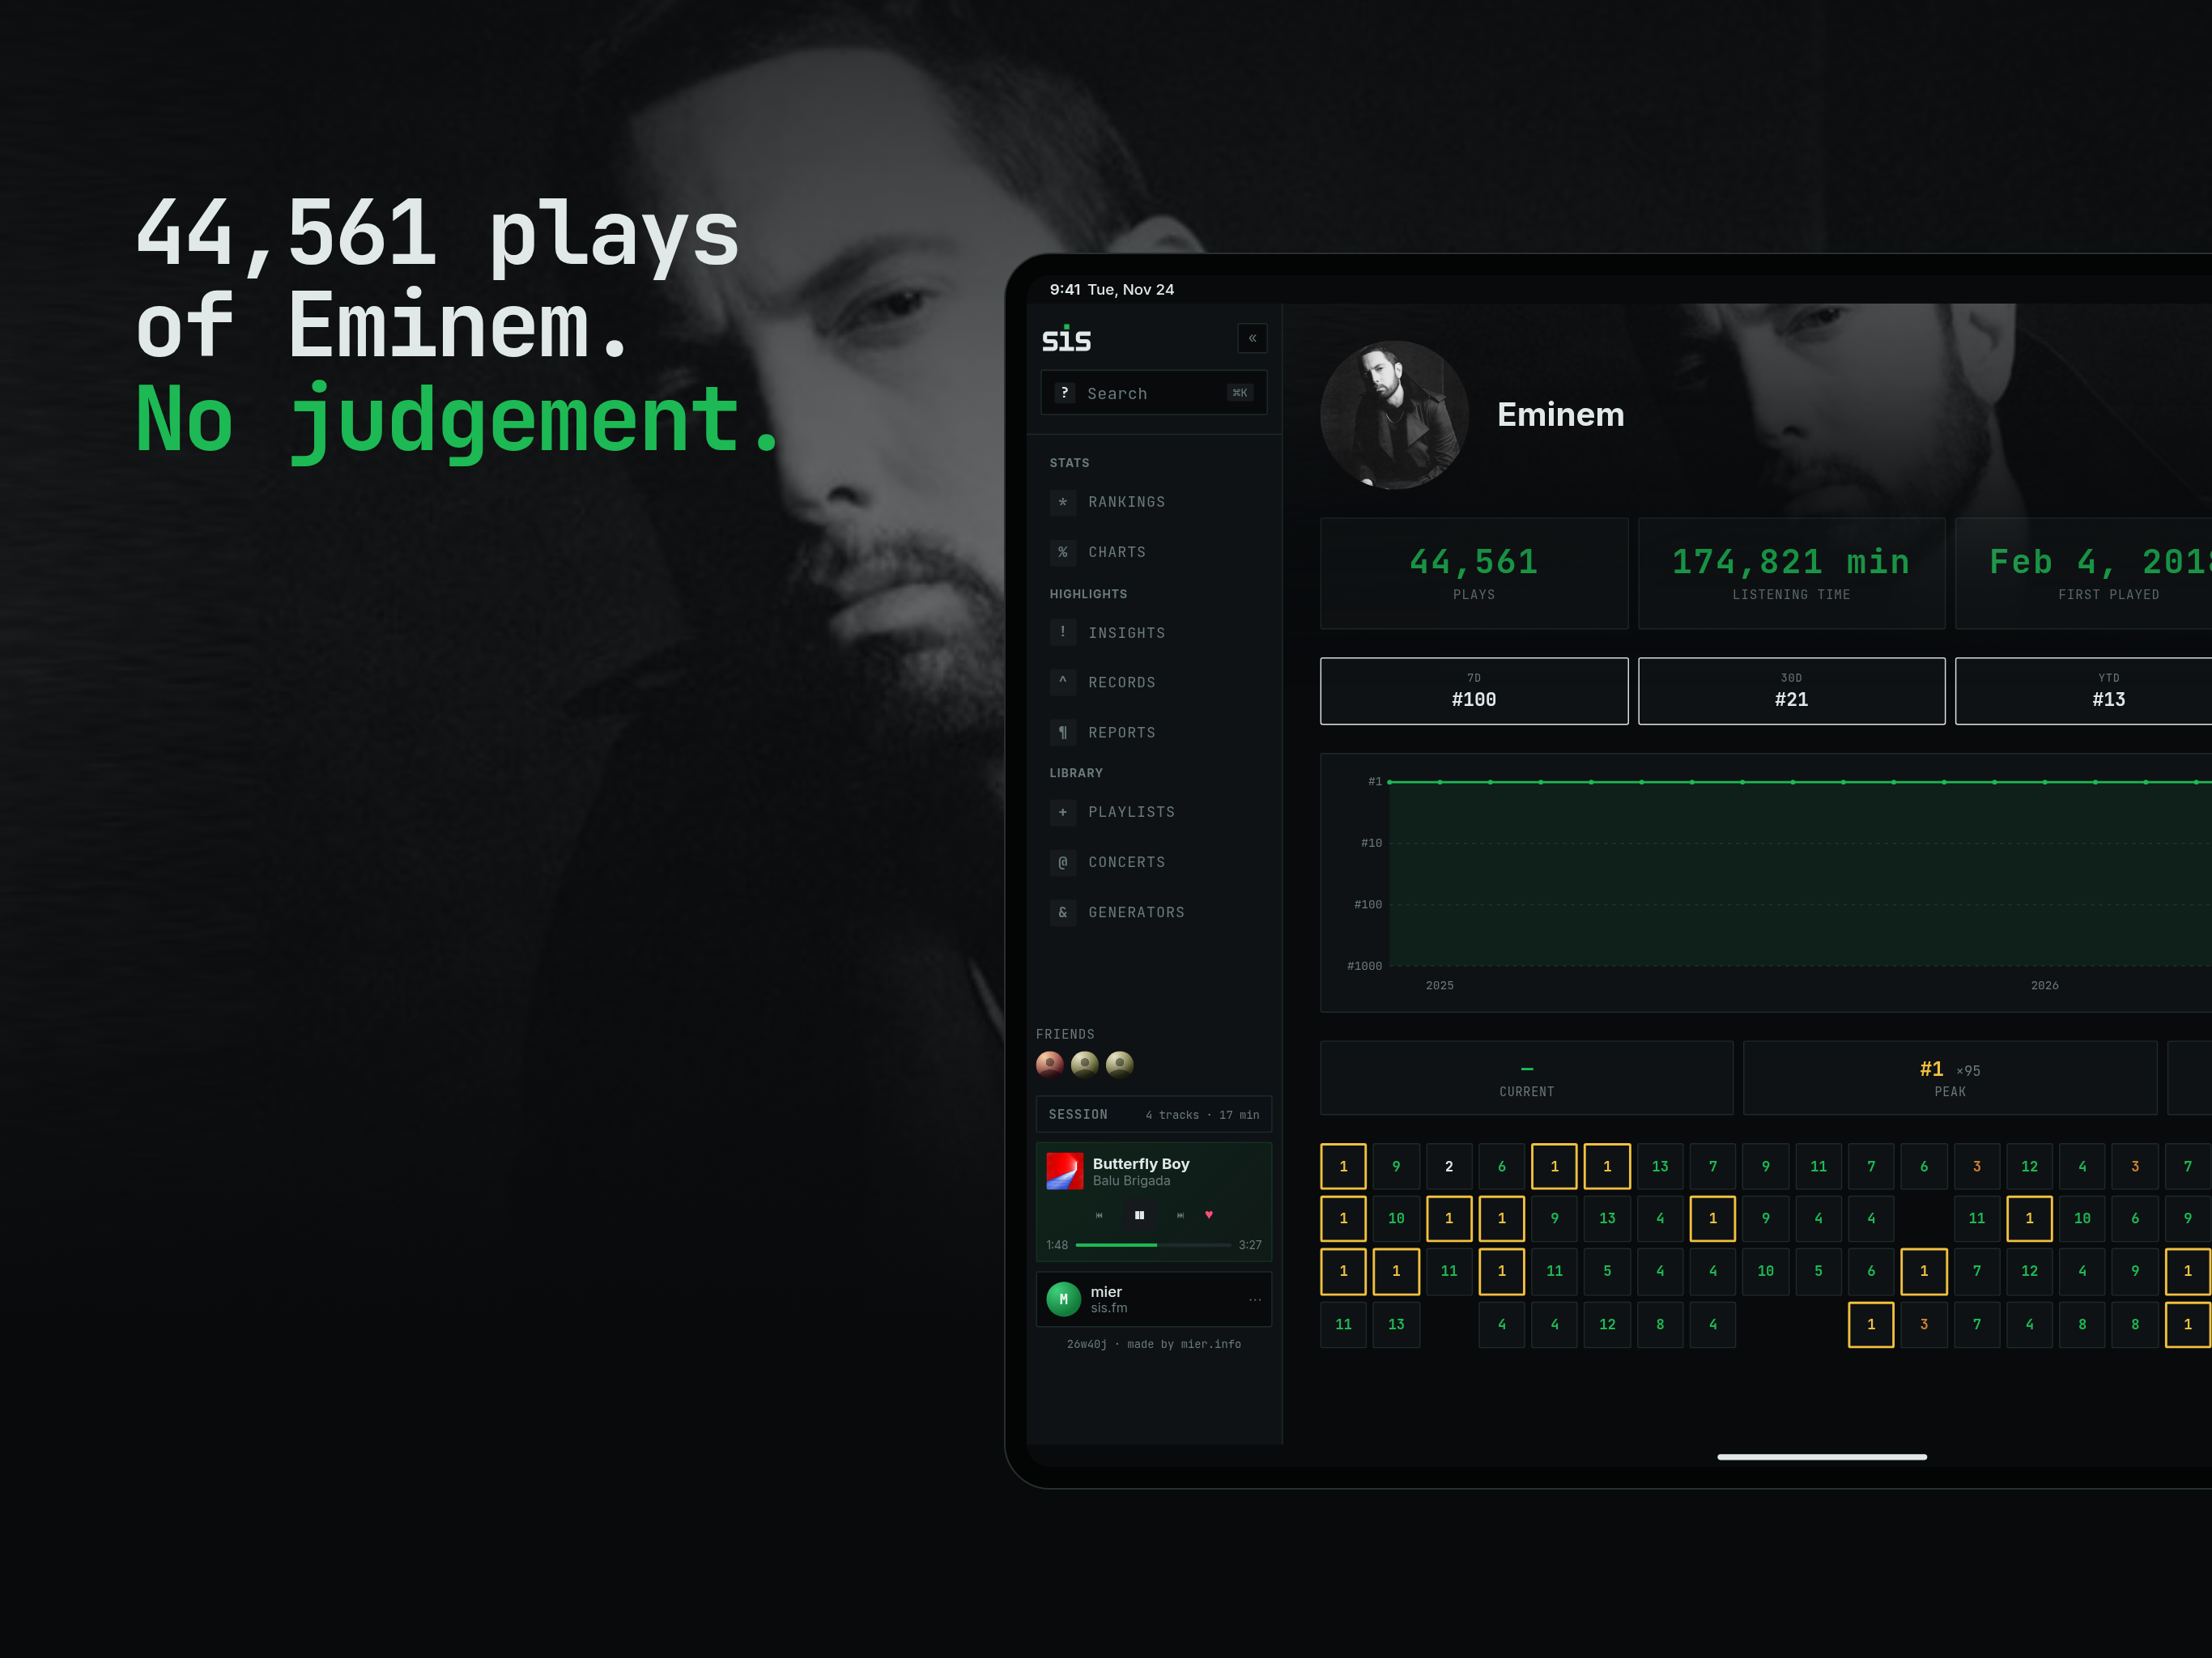 44,561 plays
of Eminem.
No judgement.
9:41 Tue, Nov 24
sis «
? Search ⌘K
STATS
* RANKINGS
% CHARTS
HIGHLIGHTS
! INSIGHTS
^ RECORDS
¶ REPORTS
LIBRARY
+ PLAYLISTS
@ CONCERTS
& GENERATORS
FRIENDS
SESSION 4 tracks · 17 min
Butterfly Boy
Balu Brigada
1:48 3:27
M mier
sis.fm
26w40j · made by mier.info
Eminem
44,561 174,821 min Feb 4, 2018
PLAYS LISTENING TIME FIRST PLAYED
7D 30D YTD
#100 #21 #13
#1
#10
#100
#1000
2025 2026
— #1 ×95
CURRENT PEAK
1 9 2 6 1 1 13 7 9 11 7 6 3 12 4 3 7
1 10 1 1 9 13 4 1 9 4 4 11 1 10 6 9
1 1 11 1 11 5 4 4 10 5 6 1 7 12 4 9 1
11 13 4 4 12 8 4 1 3 7 4 8 8 1